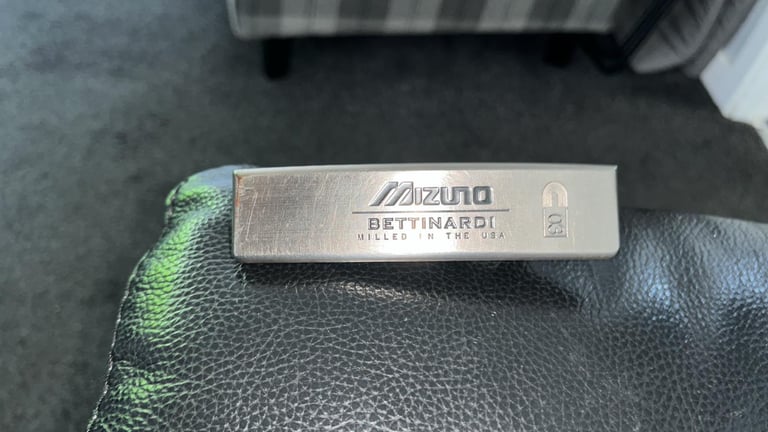 MIZUNO
BETTINARDI
MILLED IN THE USA
C
03